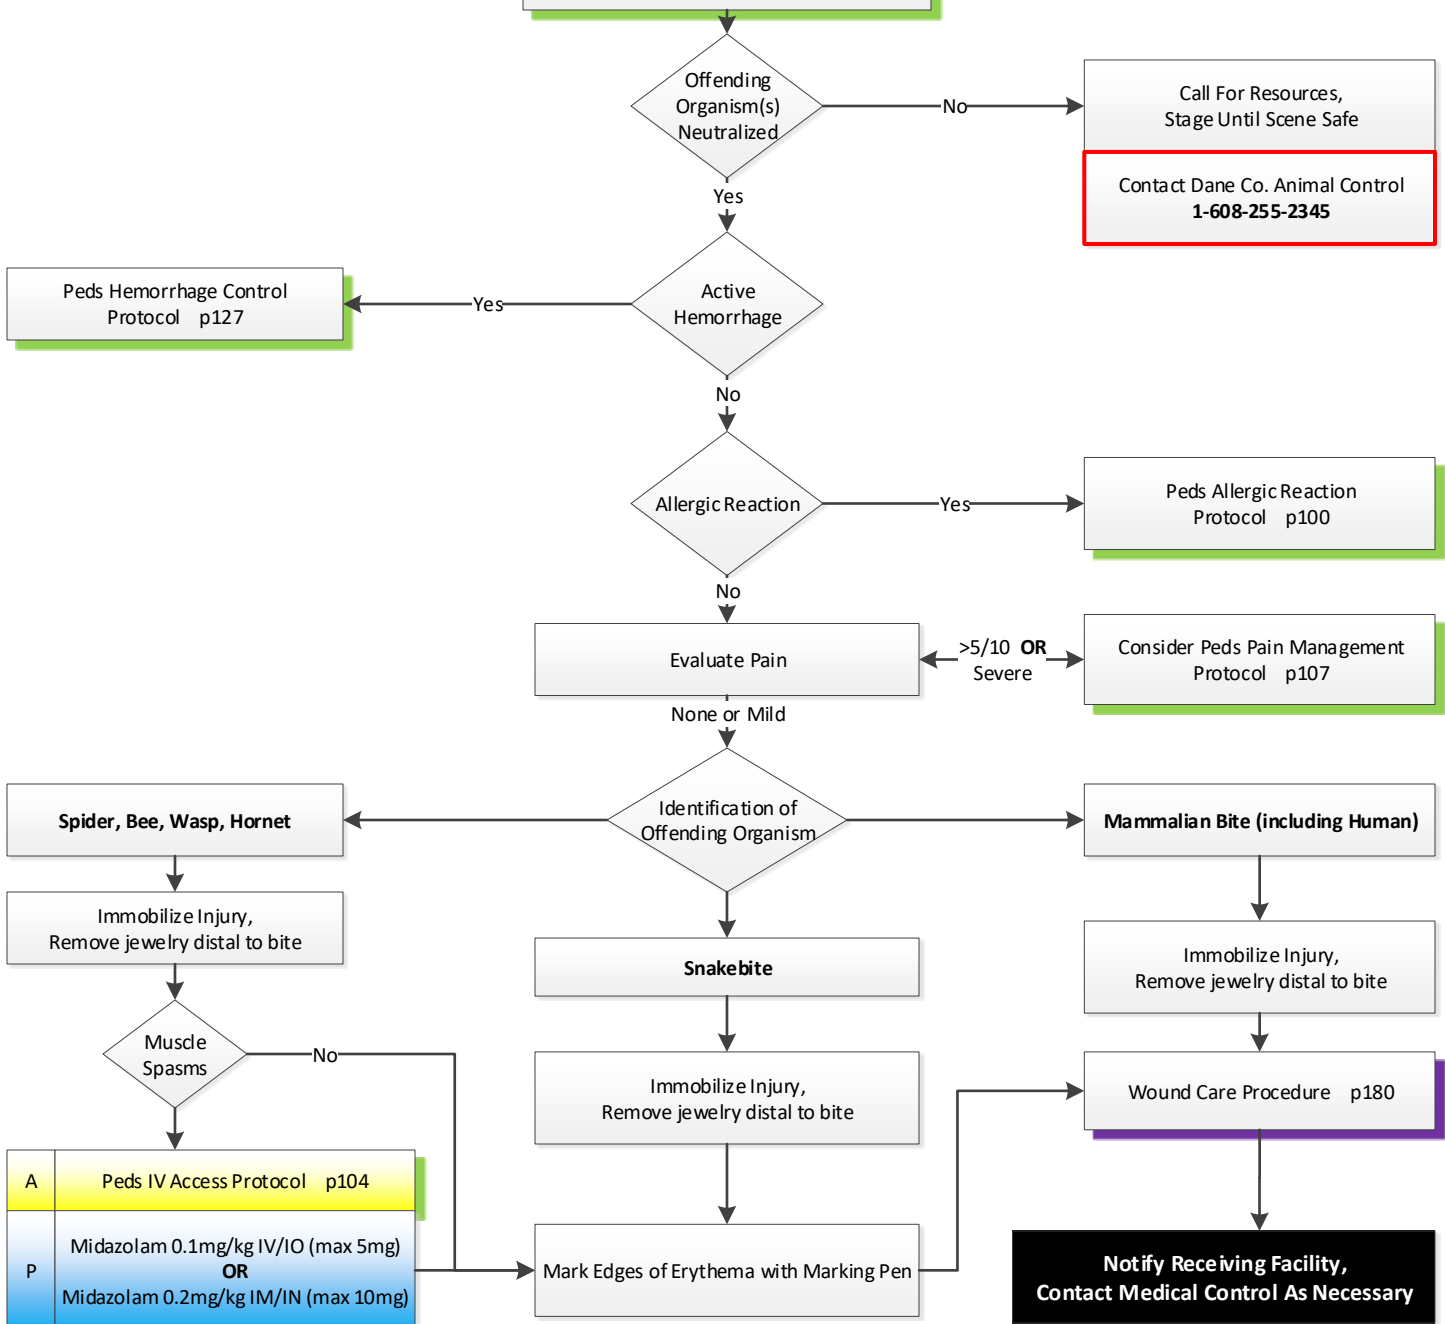 Offending
Organism(s)
Neutralized
No
Call For Resources,
Stage Until Scene Safe
Contact Dane Co. Animal Control
1-608-255-2345
Yes
Peds Hemorrhage Control
Protocol p127
Yes
Active
Hemorrhage
No
Allergic Reaction
Yes
Peds Allergic Reaction
Protocol p100
No
Evaluate Pain
>5/10 OR
Severe
Consider Peds Pain Management
Protocol p107
None or Mild
Identification of
Offending Organism
Spider, Bee, Wasp, Hornet
Mammalian Bite (including Human)
Immobilize Injury,
Remove jewelry distal to bite
Snakebite
Immobilize Injury,
Remove jewelry distal to bite
Muscle
Spasms
No
Immobilize Injury,
Remove jewelry distal to bite
Wound Care Procedure p180
A
Peds IV Access Protocol p104
P
Midazolam 0.1mg/kg IV/IO (max 5mg)
OR
Midazolam 0.2mg/kg IM/IN (max 10mg)
Mark Edges of Erythema with Marking Pen
Notify Receiving Facility,
Contact Medical Control As Necessary